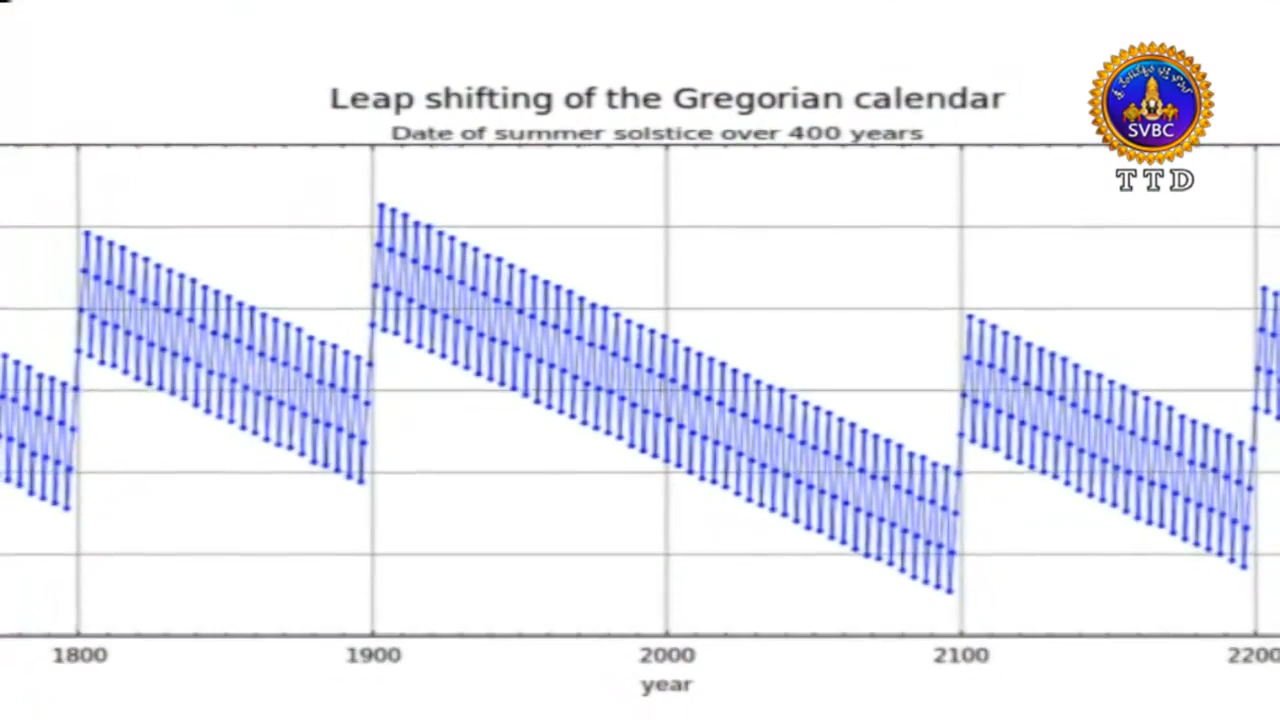 Leap shifting of the Gregorian calendar
Date of summer solstice over 400 years
SVBC
TTD
1800 1900 2000 2100 2200
year